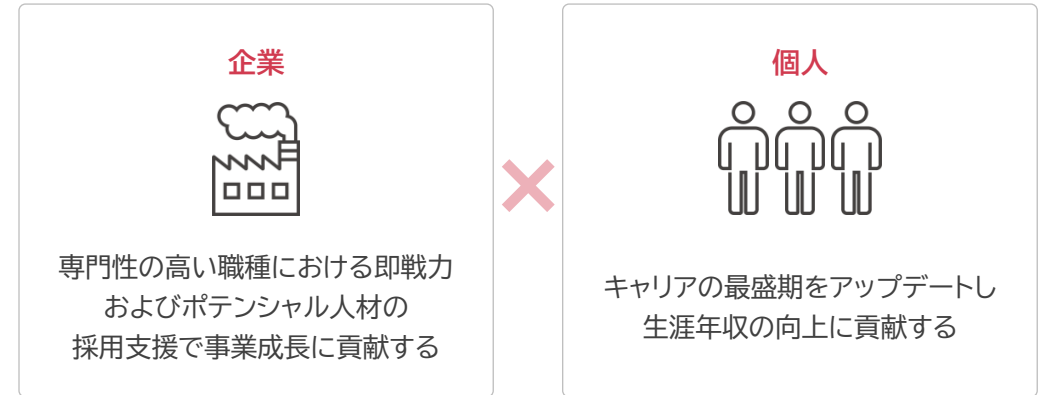 企業
専門性の高い職種における即戦力
およびポテンシャル人材の
採用支援で事業成長に貢献する
個人
キャリアの最盛期をアップデートし
生涯年収の向上に貢献する